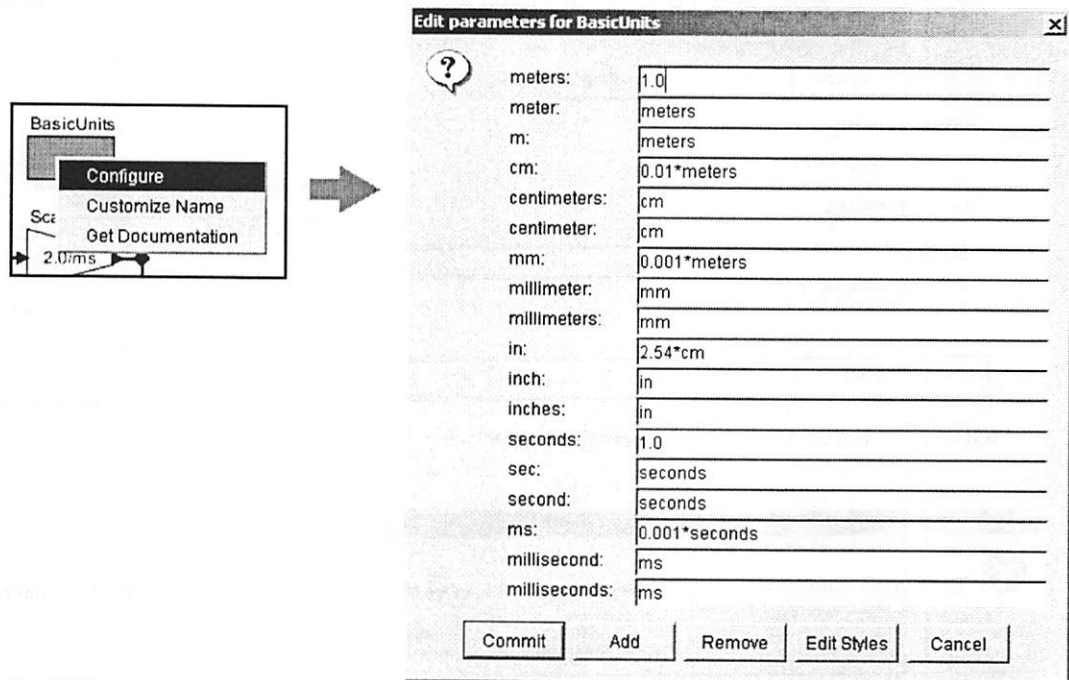 BasicUnits
Configure
Customize Name
Get Documentation
2.0/ms
Edit parameters for BasicUnits
?
meters: 1.0
meter: meters
m: meters
cm: 0.01*meters
centimeters: cm
centimeter: cm
mm: 0.001*meters
millimeter: mm
millimeters: mm
in: 2.54*cm
inch: in
inches: in
seconds: 1.0
sec: seconds
second: seconds
ms: 0.001*seconds
millisecond: ms
milliseconds: ms
Commit Add Remove Edit Styles Cancel